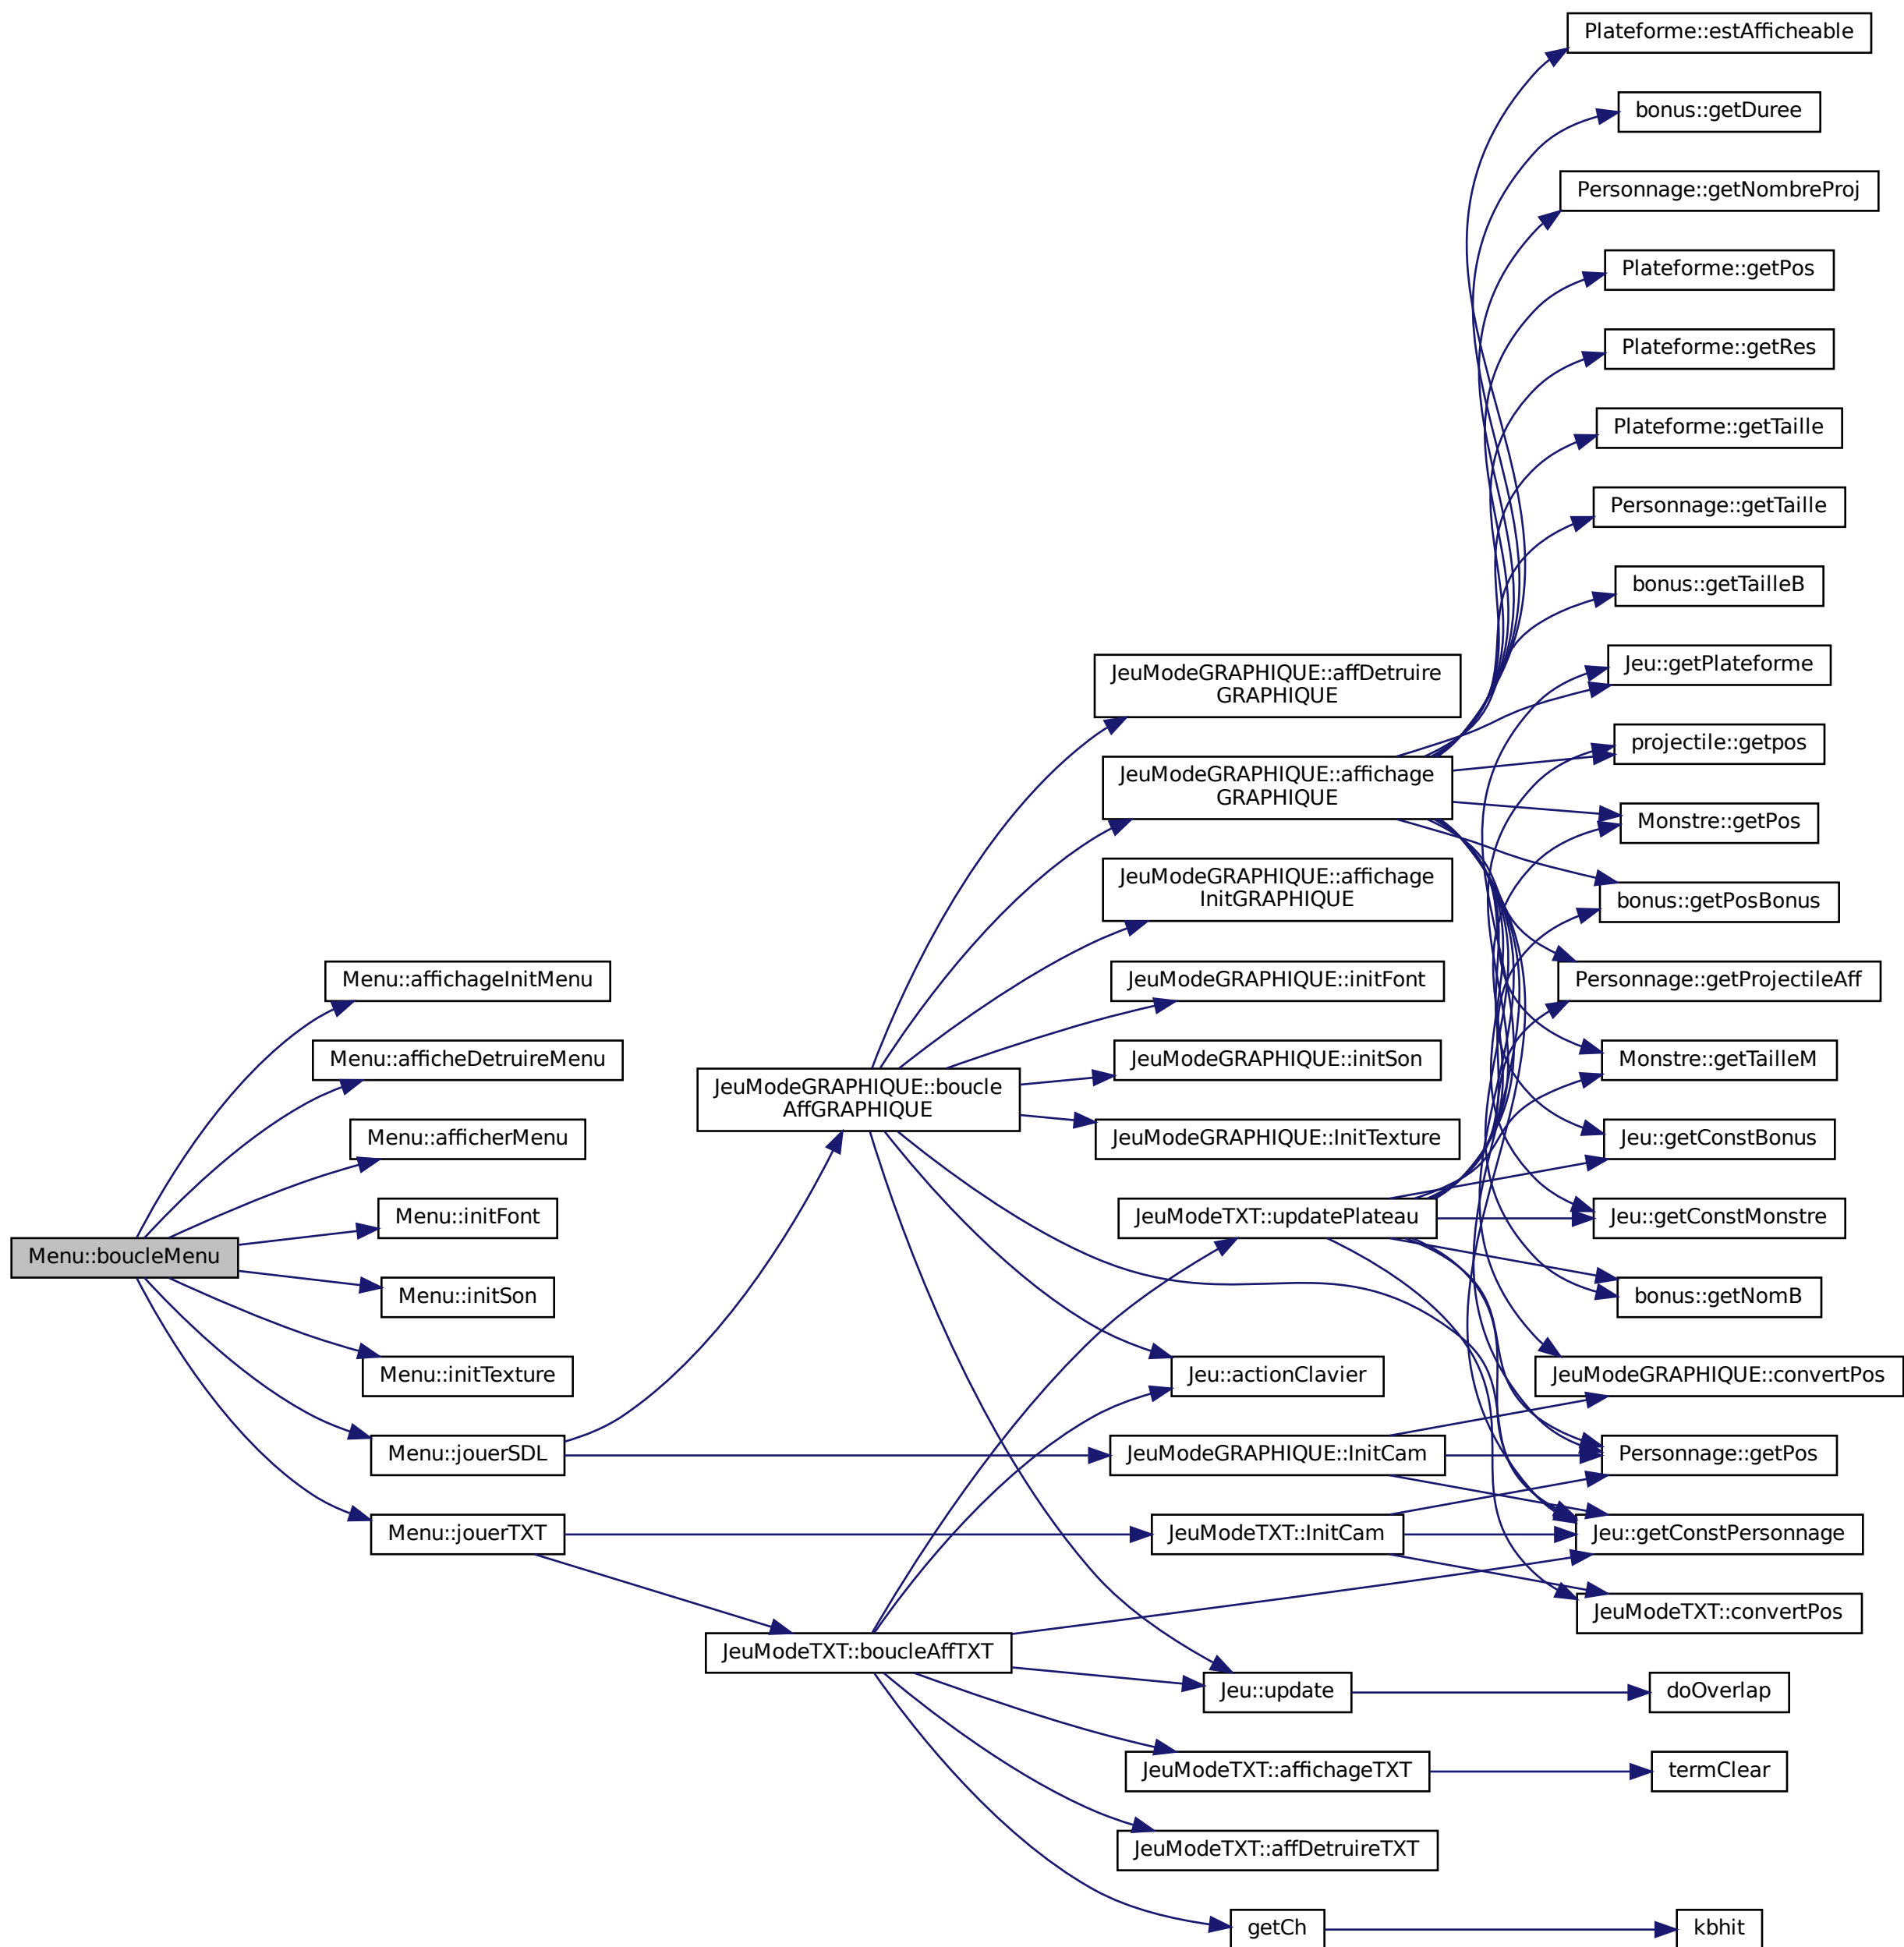 Menu::boucleMenu
Menu::affichageInitMenu
Menu::afficheDetruireMenu
Menu::afficherMenu
Menu::initFont
Menu::initSon
Menu::initTexture
Menu::jouerSDL
Menu::jouerTXT
JeuModeGRAPHIQUE::boucle
AffGRAPHIQUE
JeuModeTXT::boucleAffTXT
JeuModeGRAPHIQUE::affDetruire
GRAPHIQUE
JeuModeGRAPHIQUE::affichage
GRAPHIQUE
JeuModeGRAPHIQUE::affichage
InitGRAPHIQUE
JeuModeGRAPHIQUE::initFont
JeuModeGRAPHIQUE::initSon
JeuModeGRAPHIQUE::InitTexture
JeuModeTXT::updatePlateau
Jeu::actionClavier
JeuModeGRAPHIQUE::InitCam
JeuModeTXT::InitCam
Jeu::update
JeuModeTXT::affichageTXT
JeuModeTXT::affDetruireTXT
getCh
Plateforme::estAfficheable
bonus::getDuree
Personnage::getNombreProj
Plateforme::getPos
Plateforme::getRes
Plateforme::getTaille
Personnage::getTaille
bonus::getTailleB
Jeu::getPlateforme
projectile::getpos
Monstre::getPos
bonus::getPosBonus
Personnage::getProjectileAff
Monstre::getTailleM
Jeu::getConstBonus
Jeu::getConstMonstre
bonus::getNomB
JeuModeGRAPHIQUE::convertPos
Personnage::getPos
Jeu::getConstPersonnage
JeuModeTXT::convertPos
doOverlap
termClear
kbhit